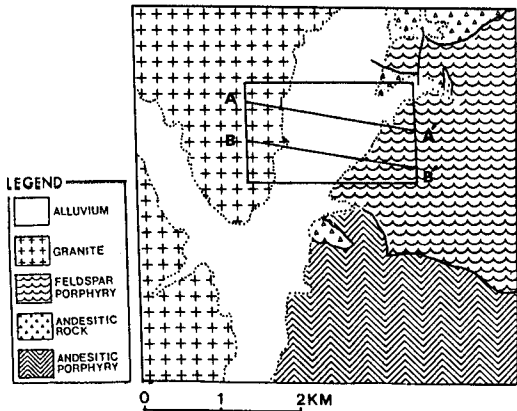 A
A'
B
B'
LEGEND
ALLUVIUM
GRANITE
FELDSPAR
PORPHYRY
ANDESITIC
ROCK
ANDESITIC
PORPHYRY
0 1 2KM